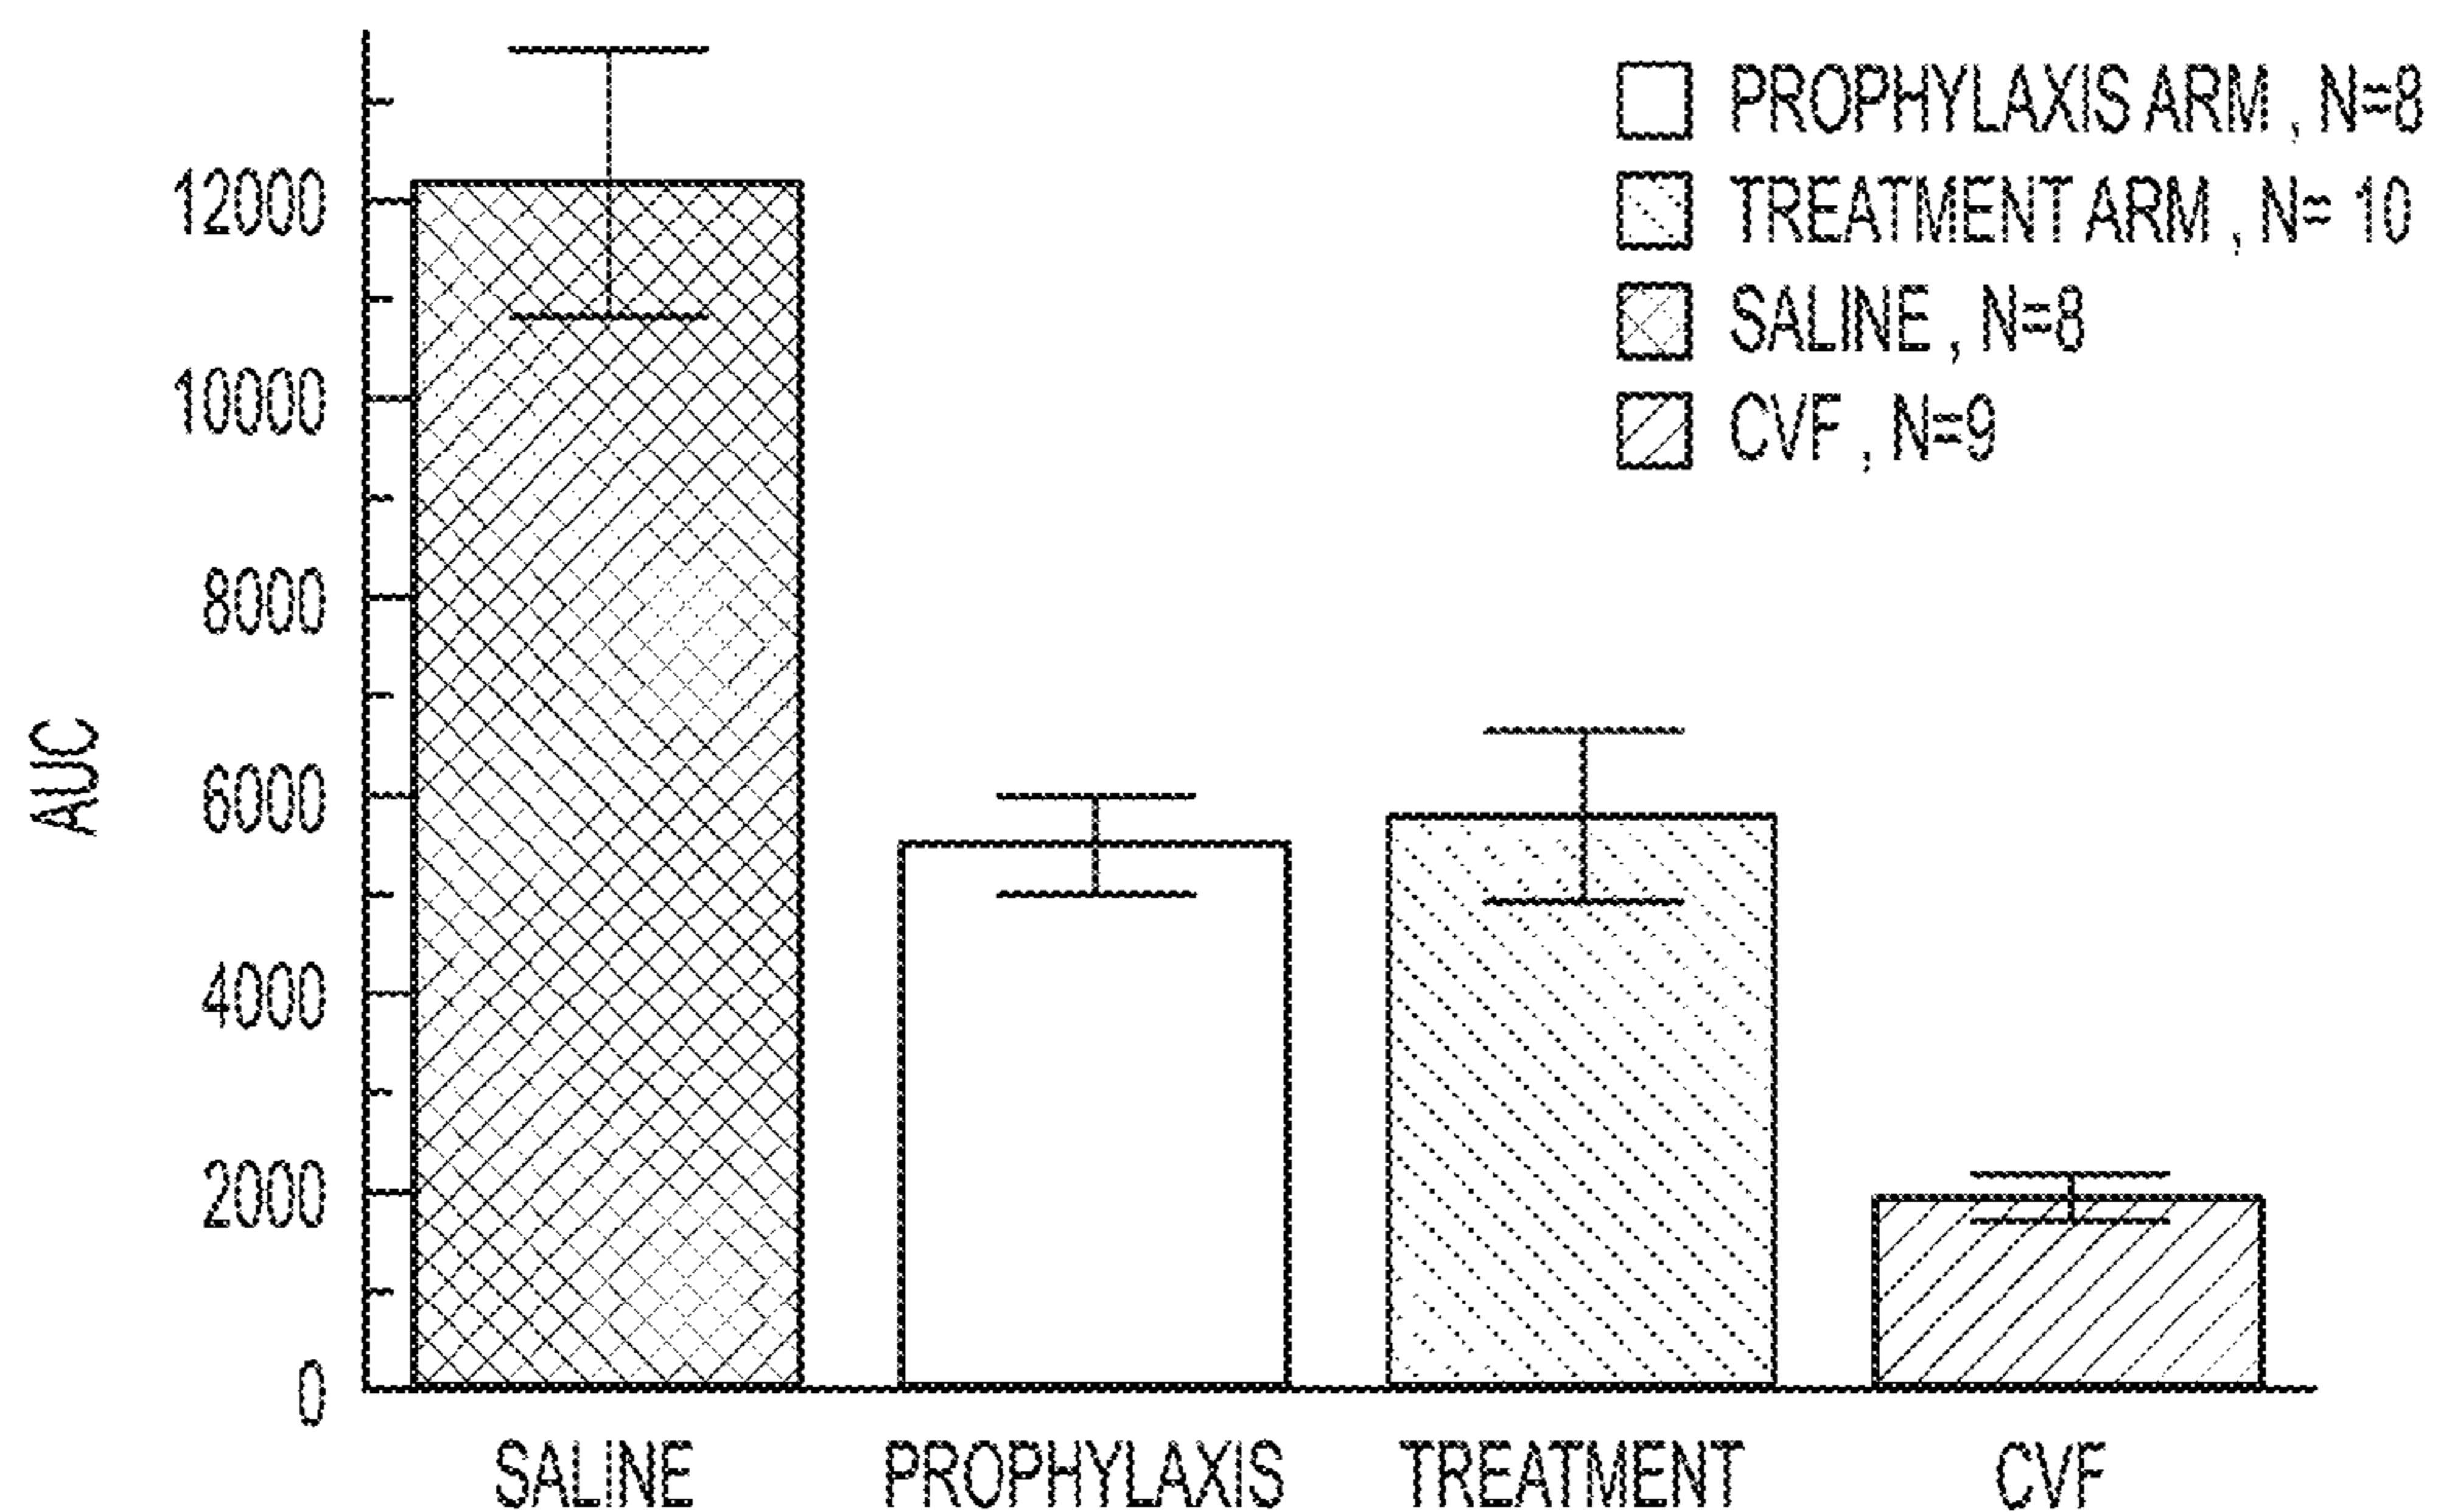 PROPHYLAXIS ARM , N=8
TREATMENT ARM , N= 10
SALINE , N=8
CVF , N=9
12000
10000
8000
6000
4000
2000
0
AUC
SALINE
PROPHYLAXIS
TREATMENT
CVF